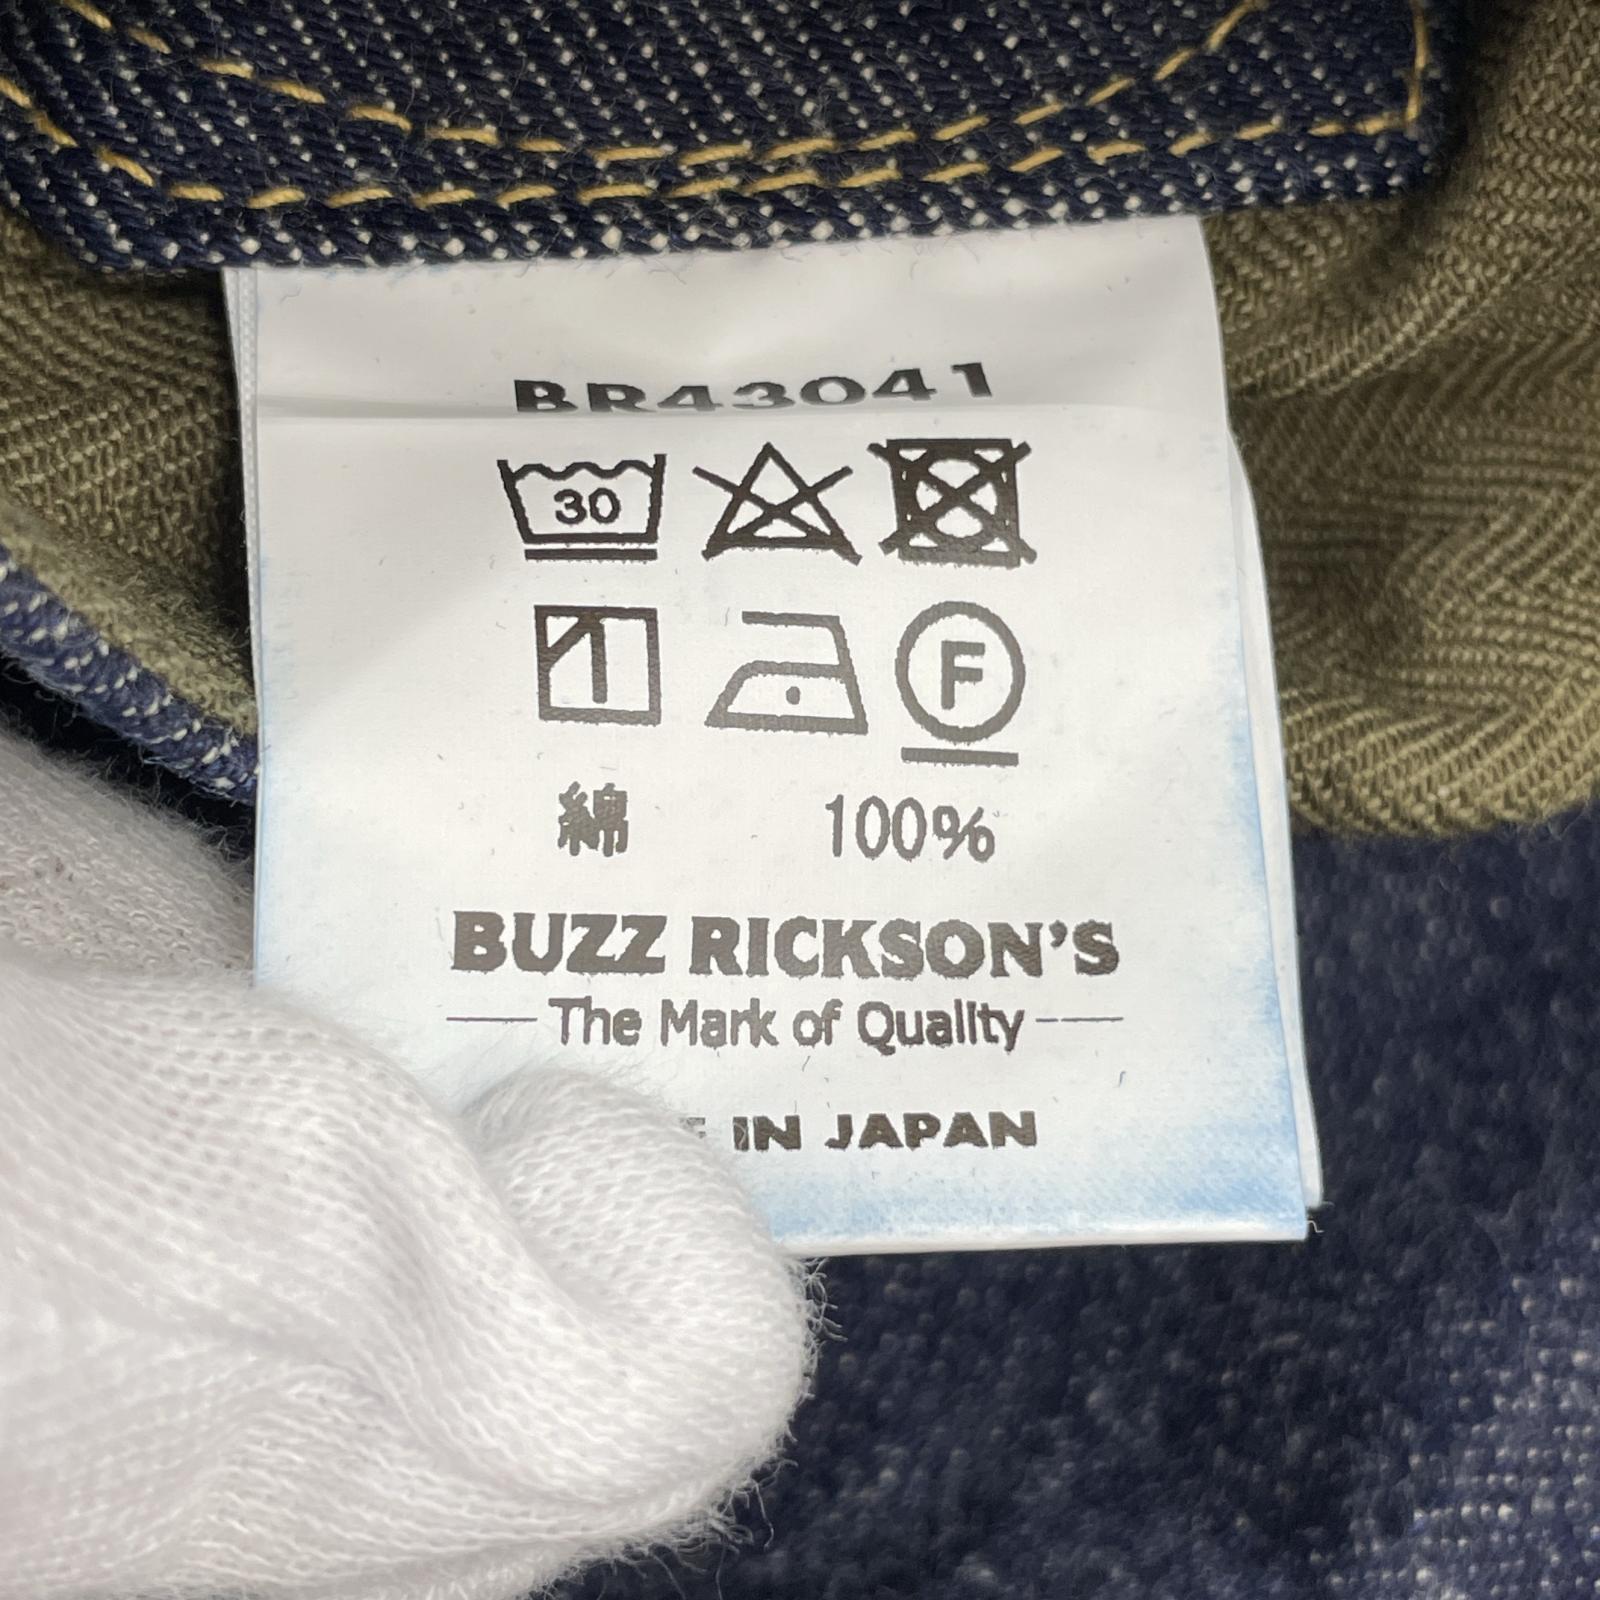 BR43041
30
F
綿 100%
BUZZ RICKSON'S
The Mark of Quality
IN JAPAN